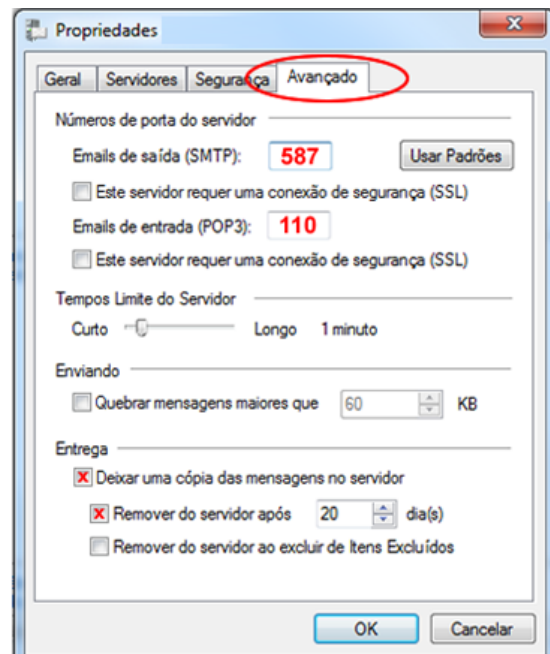 Propriedades
Geral Servidores Segurança Avançado
Números de porta do servidor
Emails de saída (SMTP): 587 Usar Padrões
Este servidor requer uma conexão de segurança (SSL)
Emails de entrada (POP3): 110
Este servidor requer uma conexão de segurança (SSL)
Tempos Limite do Servidor
Curto Longo 1 minuto
Enviando
Quebrar mensagens maiores que 60 KB
Entrega
Deixar uma cópia das mensagens no servidor
Remover do servidor após 20 dia(s)
Remover do servidor ao excluir de Itens Excluídos
OK Cancelar